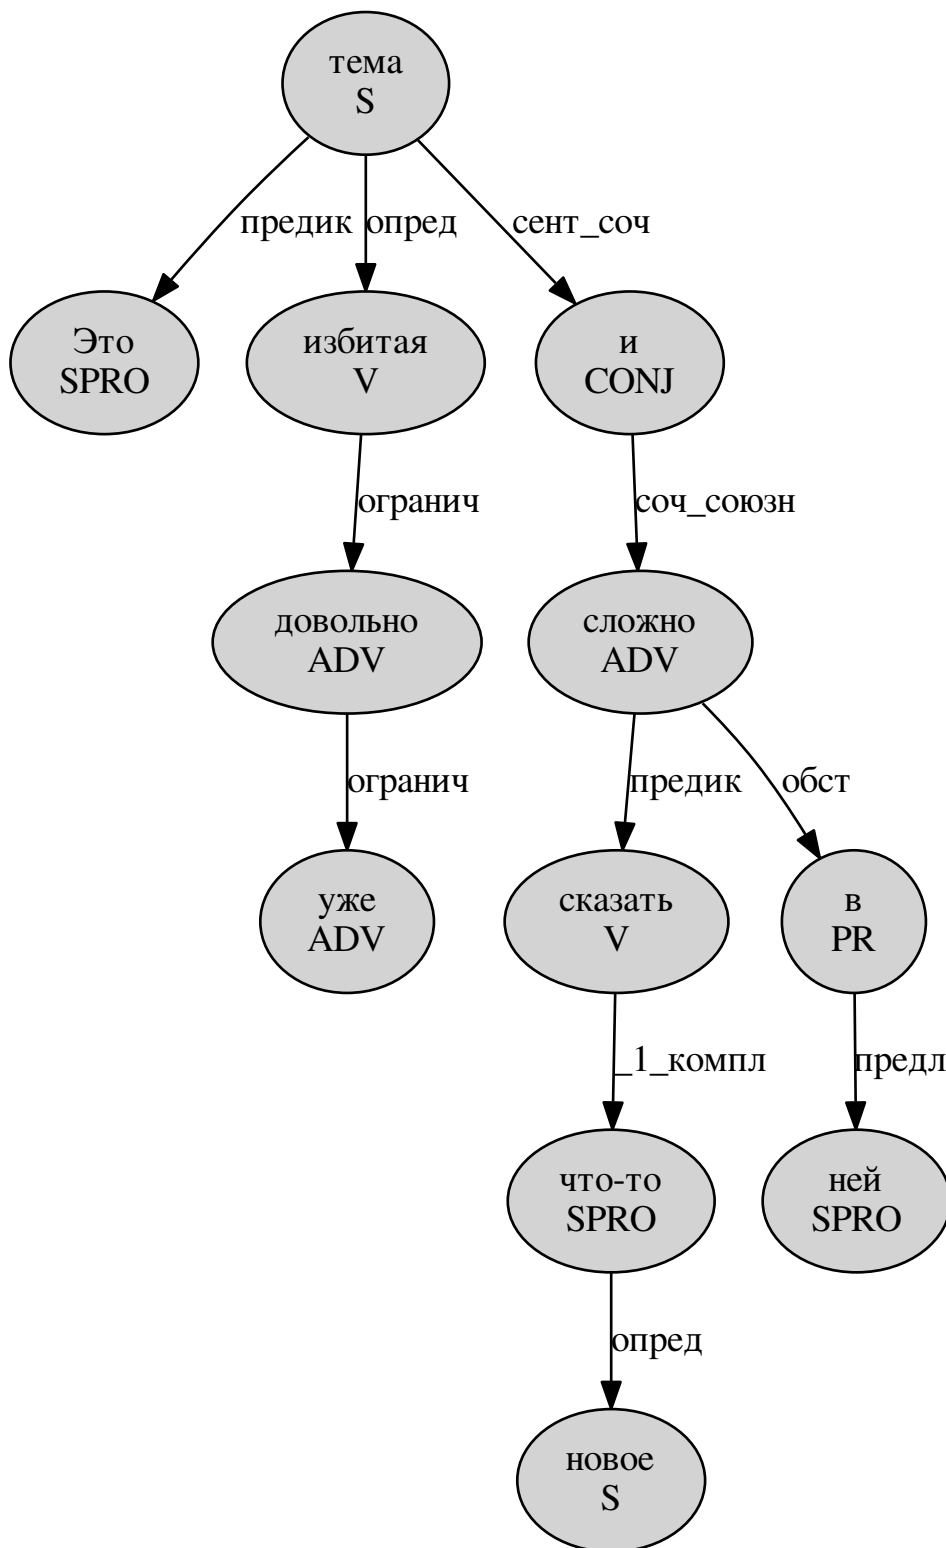 тема
S
предик
опред
сент_соч
Это
SPRO
избитая
V
и
CONJ
огранич
соч_союзн
довольно
ADV
сложно
ADV
огранич
предик
обст
уже
ADV
сказать
V
в
PR
_1_компл
предл
что-то
SPRO
ней
SPRO
опред
новое
S